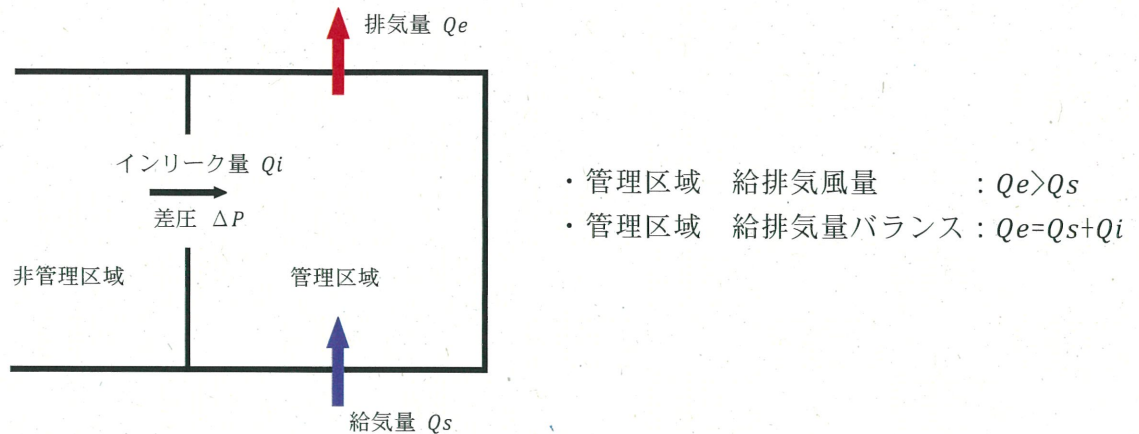 排気量 Qe
インリーク量 Qi
差圧 ΔP
非管理区域
管理区域
給気量 Qs
・管理区域 給排気風量 : Qe>Qs
・管理区域 給排気量バランス : Qe=Qs+Qi